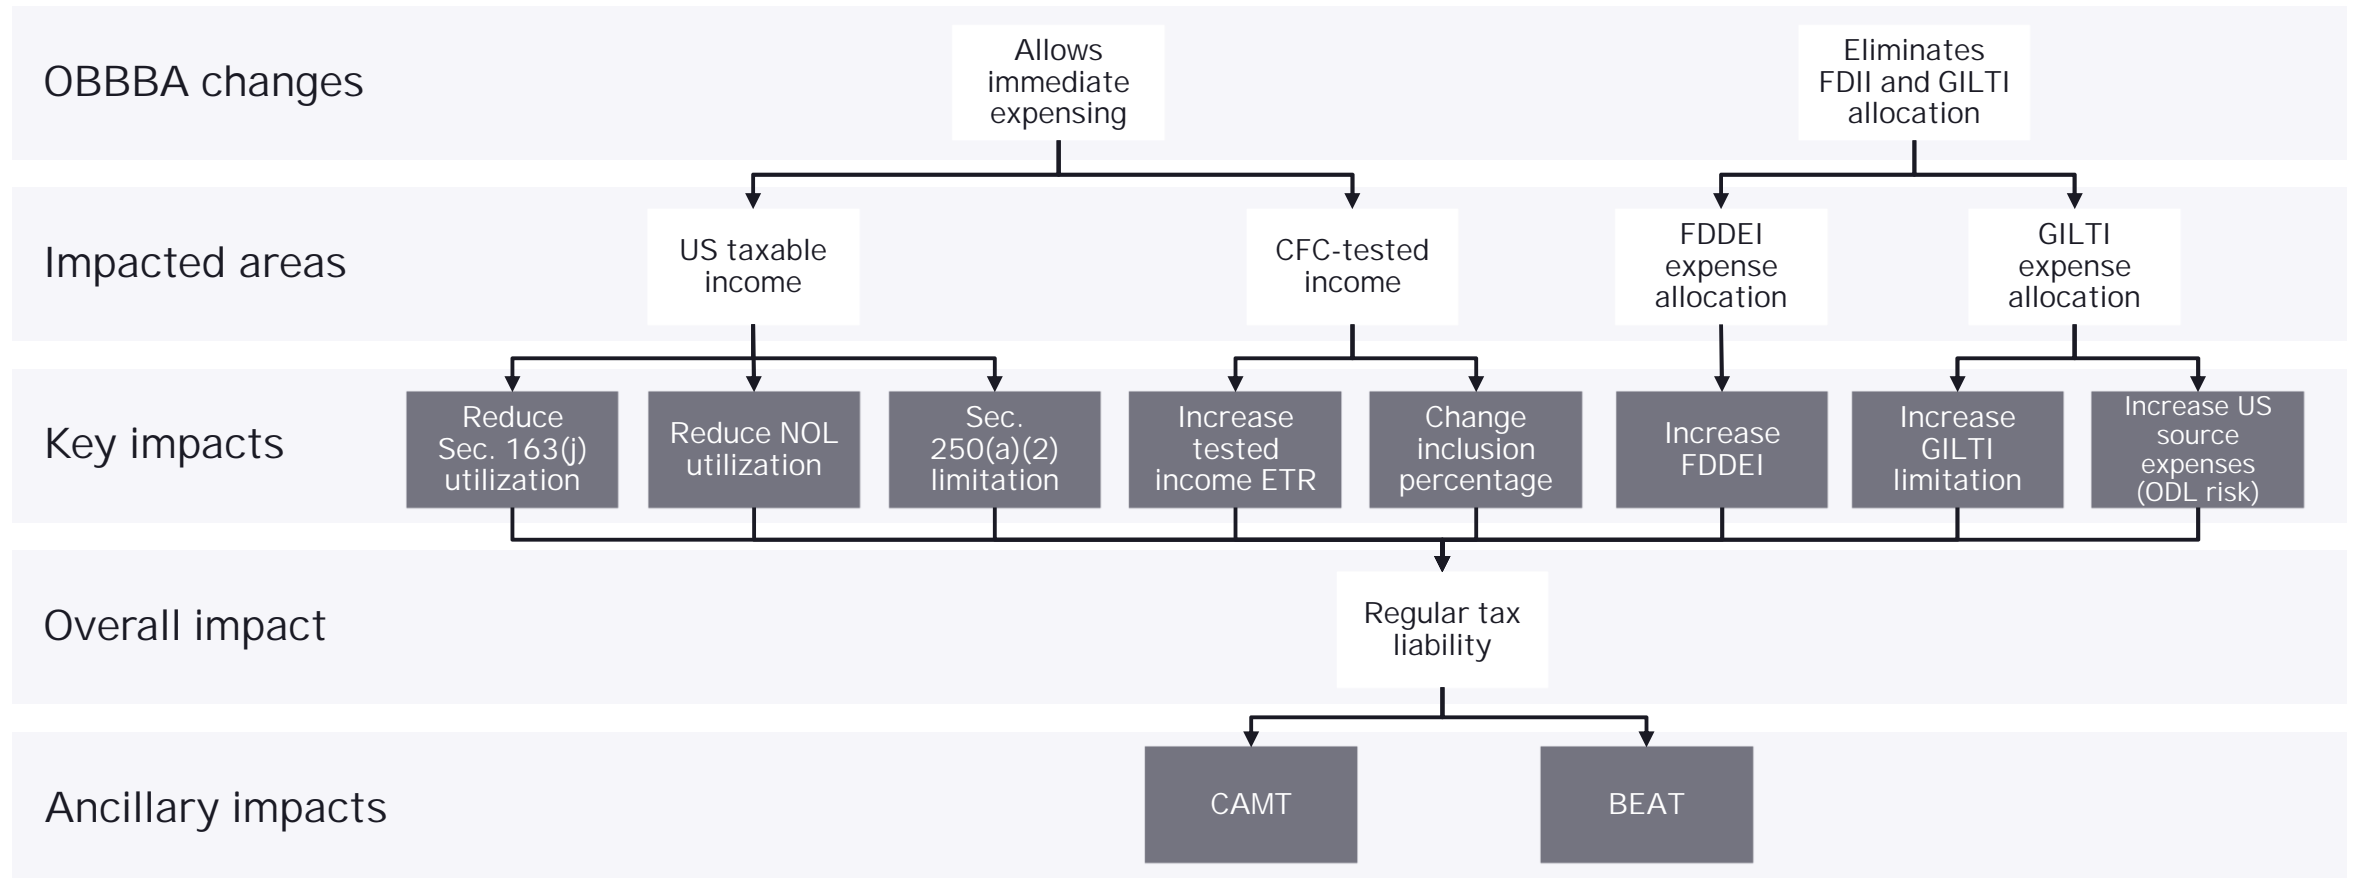 OBBBA changes
Allows
immediate
expensing
Eliminates
FDII and GILTI
allocation
Impacted areas
US taxable
income
CFC-tested
income
FDDEI
expense
allocation
GILTI
expense
allocation
Key impacts
Reduce
Sec. 163(j)
utilization
Reduce NOL
utilization
Sec.
250(a)(2)
limitation
Increase
tested
income ETR
Change
inclusion
percentage
Increase
FDDEI
Increase
GILTI
limitation
Increase US
source
expenses
(ODL risk)
Overall impact
Regular tax
liability
Ancillary impacts
CAMT
BEAT